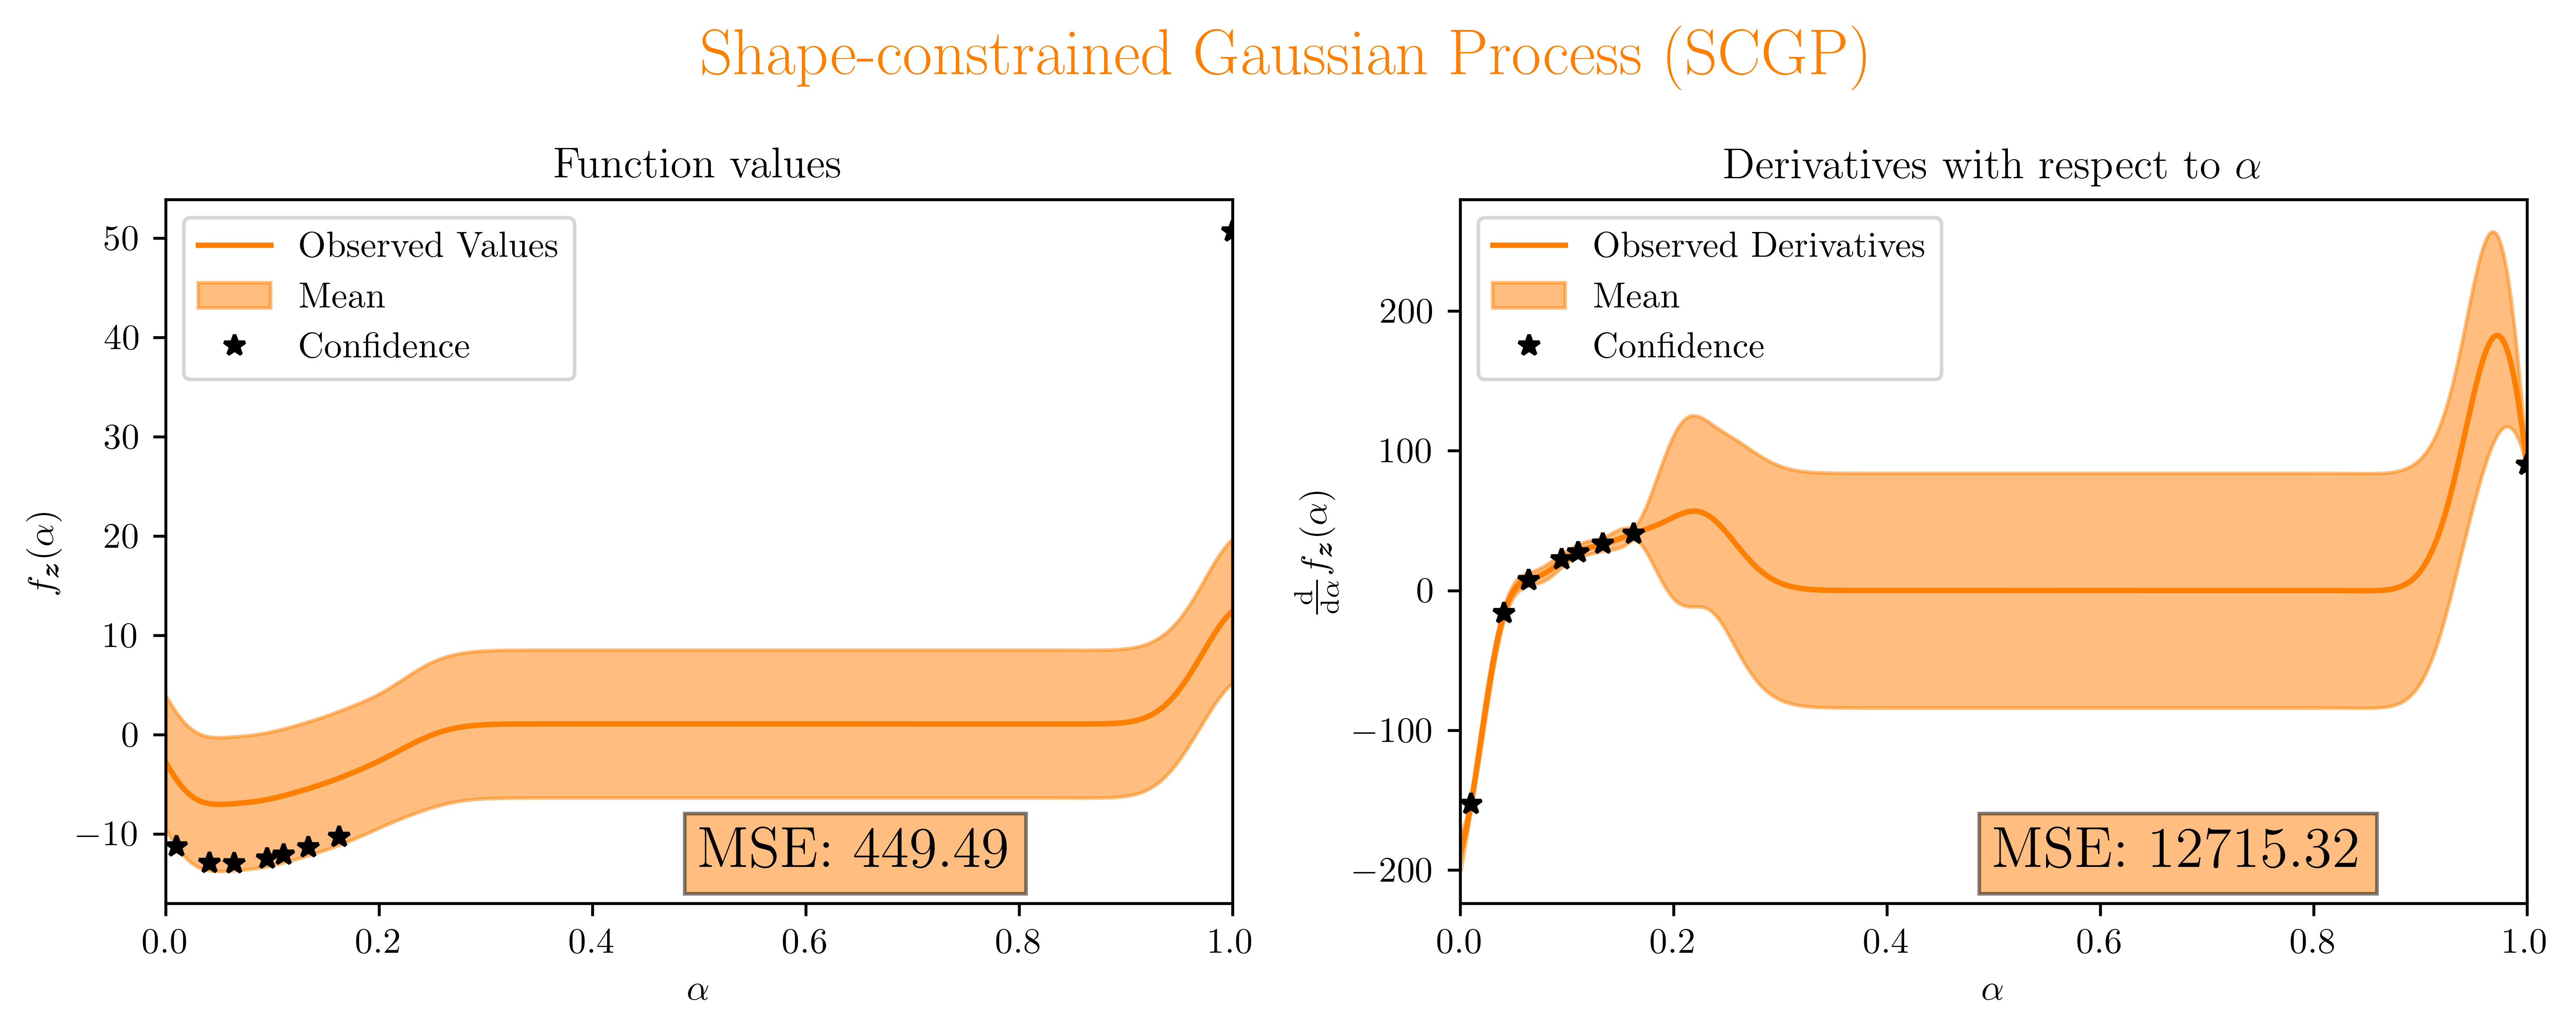 Shape-constrained Gaussian Process (SCGP)
Function values
Observed Values
Mean
Confidence
50
40
30
20
10
0
−10
f_z(α)
MSE: 449.49
0.0 0.2 0.4 0.6 0.8 1.0
α
Derivatives with respect to α
Observed Derivatives
Mean
Confidence
200
100
0
−100
−200
d/dα f_z(α)
MSE: 12715.32
0.0 0.2 0.4 0.6 0.8 1.0
α